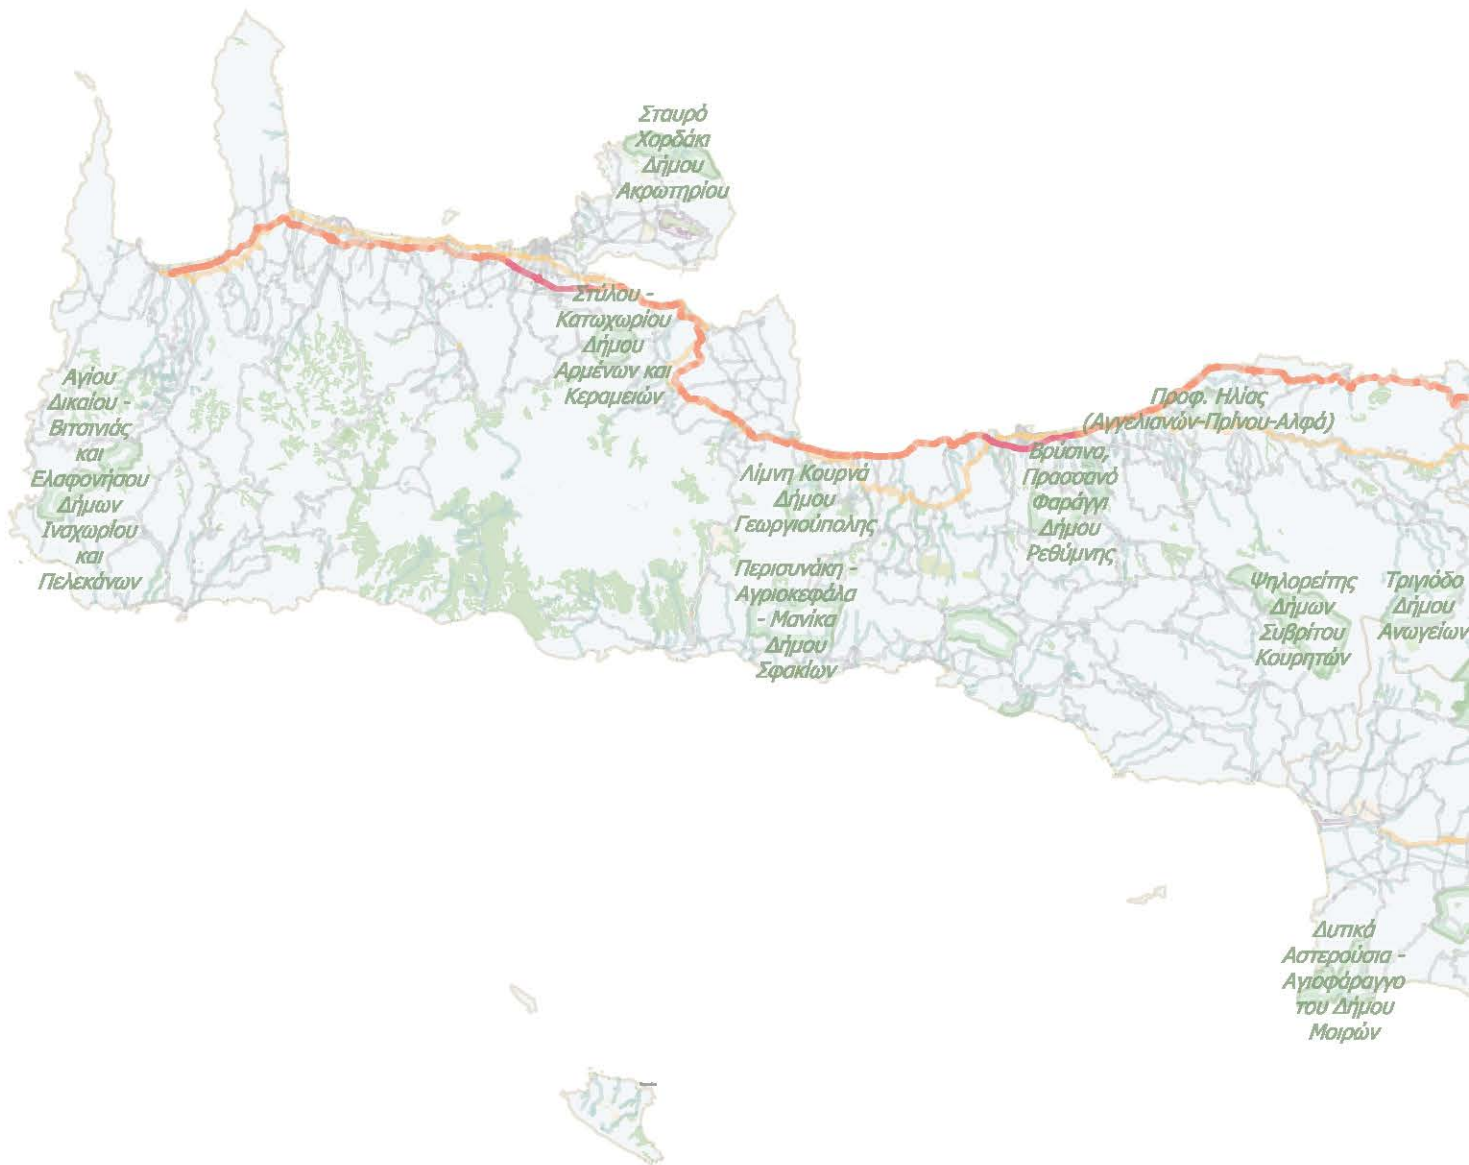 Σταυρό
Χορδάκι
Δήμου
Ακρωτηρίου
Στύλου -
Κατωχωρίου
Δήμου
Αρμένων και
Κεραμειών
Αγίου
Δικαίου -
Βιτσινιάς
και
Ελαφονήσου
Δήμων
Ιναχωρίου
και
Πελεκάνων
Προφ. Ηλίας
(Αγγελιανών-Πρίνου-Αλφά)
Λίμνη Κουρνά
Δήμου
Γεωργιούπολης
Βρύσινα,
Πρασσανό
Φαράγγι
Δήμου
Ρεθύμνης
Περισυνάκη -
Αγριοκεφάλα
- Μανίκα
Δήμου
Σφακίων
Ψηλορείτης
Δήμων
Συβρίτου
Κουρητών
Τριγιόδο
Δήμου
Ανωγείων
Δυτικά
Αστερούσια -
Αγιοφάραγγο
του Δήμου
Μοιρών